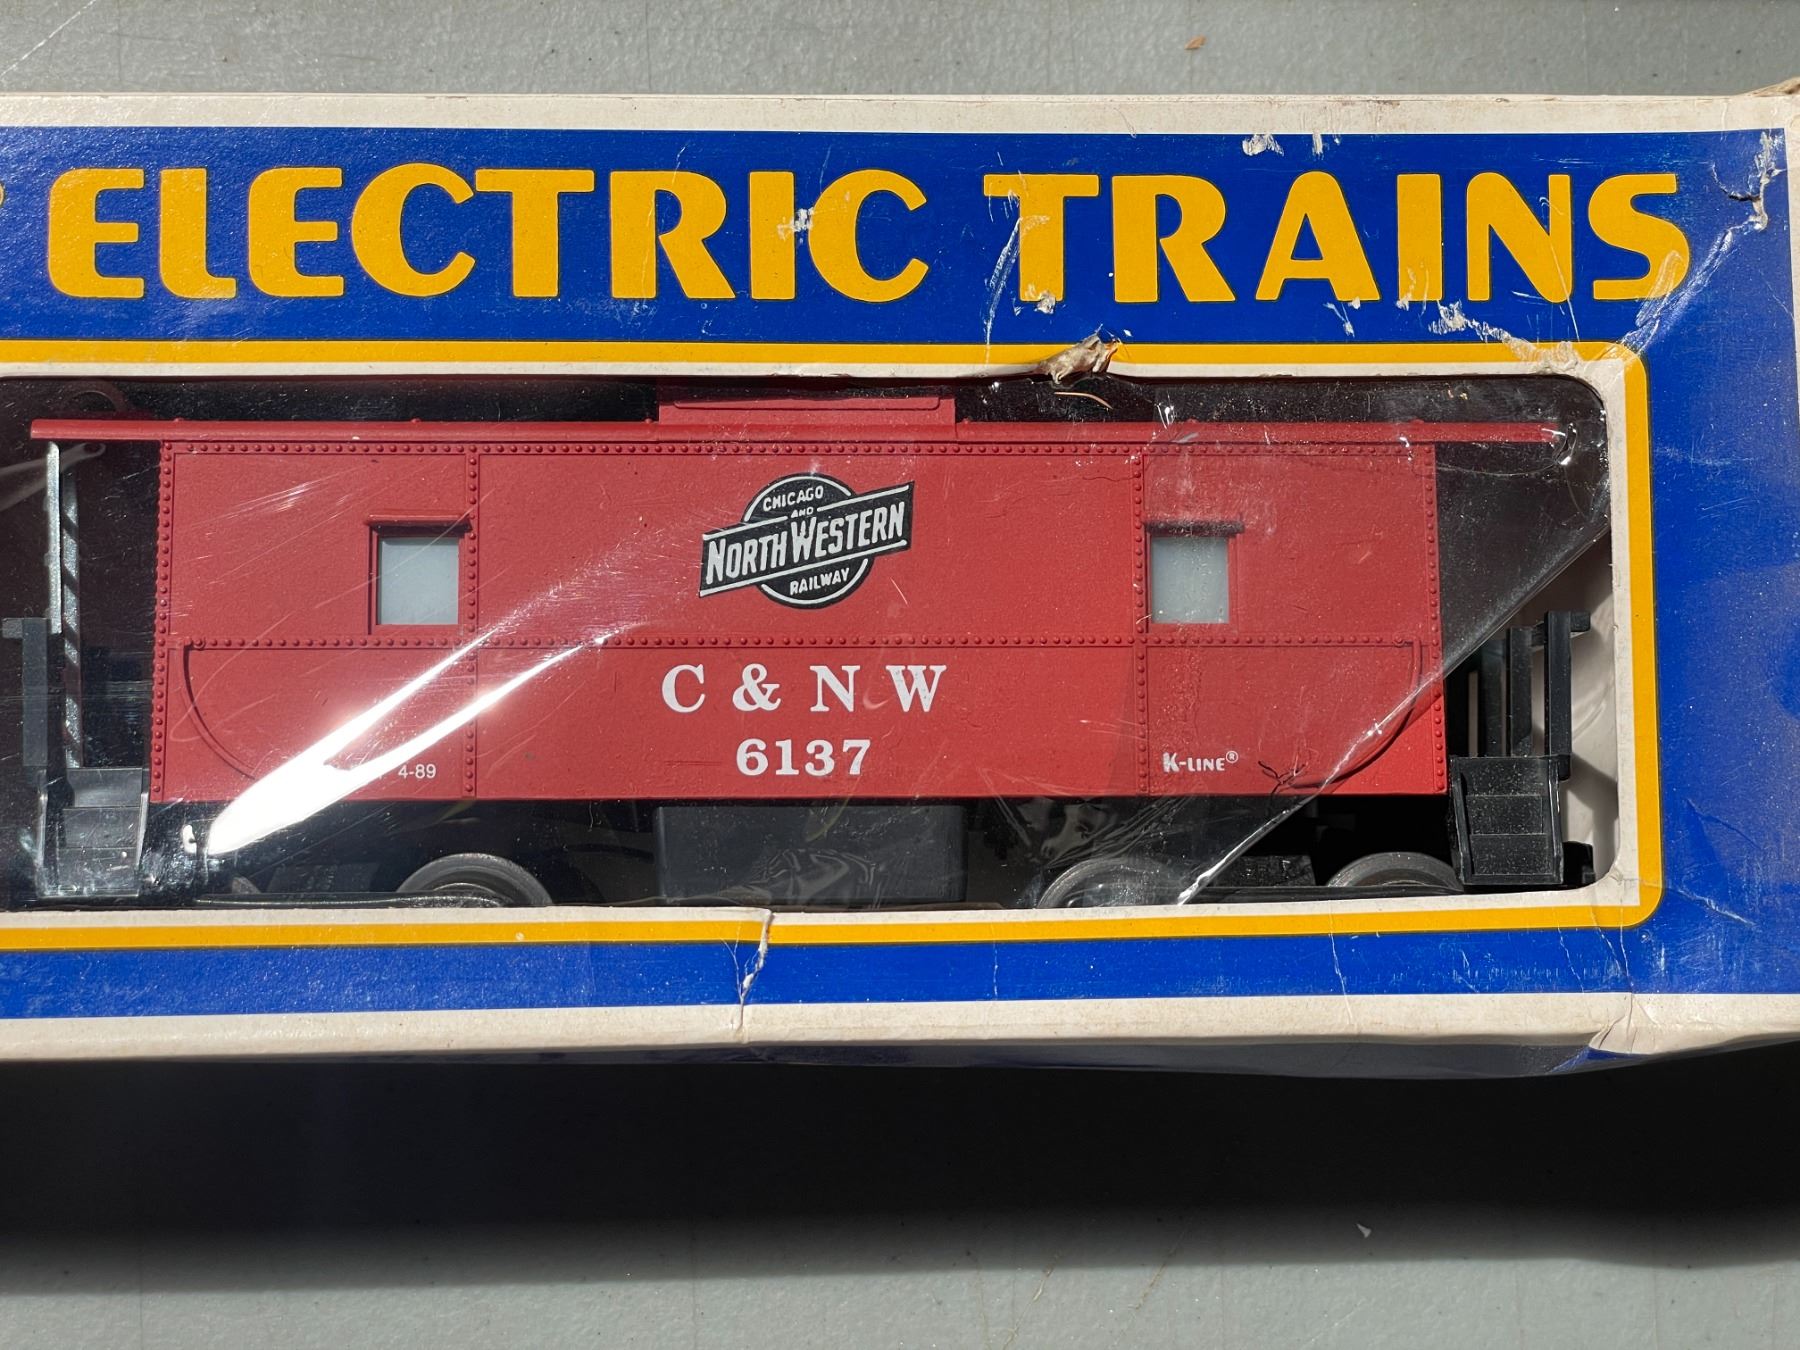 ELECTRIC TRAINS
CHICAGO
AND
NORTH WESTERN
RAILWAY
C & N W
6137
4-89
K-LINE®